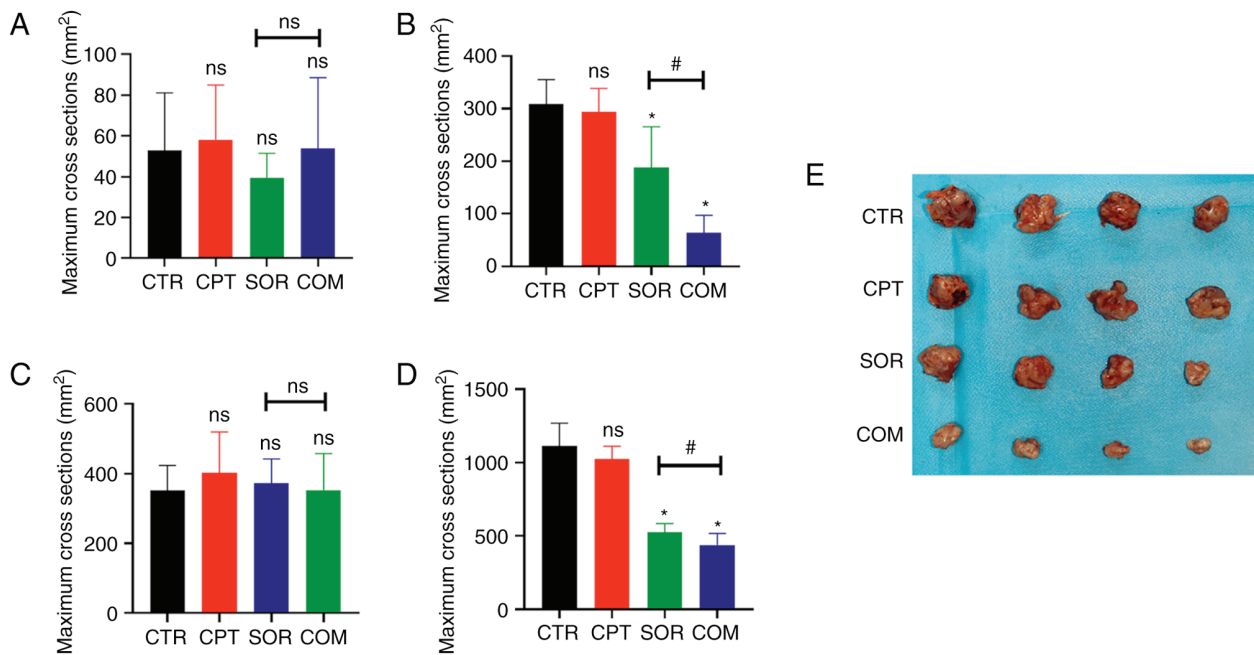 A
Maximum cross sections (mm²)
100
80
60
40
20
0
ns
ns
ns
ns
CTR CPT SOR COM
B
Maximum cross sections (mm²)
400
300
200
100
0
#
ns
*
*
CTR CPT SOR COM
C
Maximum cross sections (mm²)
600
400
200
0
ns
ns
ns
ns
CTR CPT SOR COM
D
Maximum cross sections (mm²)
1500
1000
500
0
#
ns
*
*
CTR CPT SOR COM
E
CTR
CPT
SOR
COM